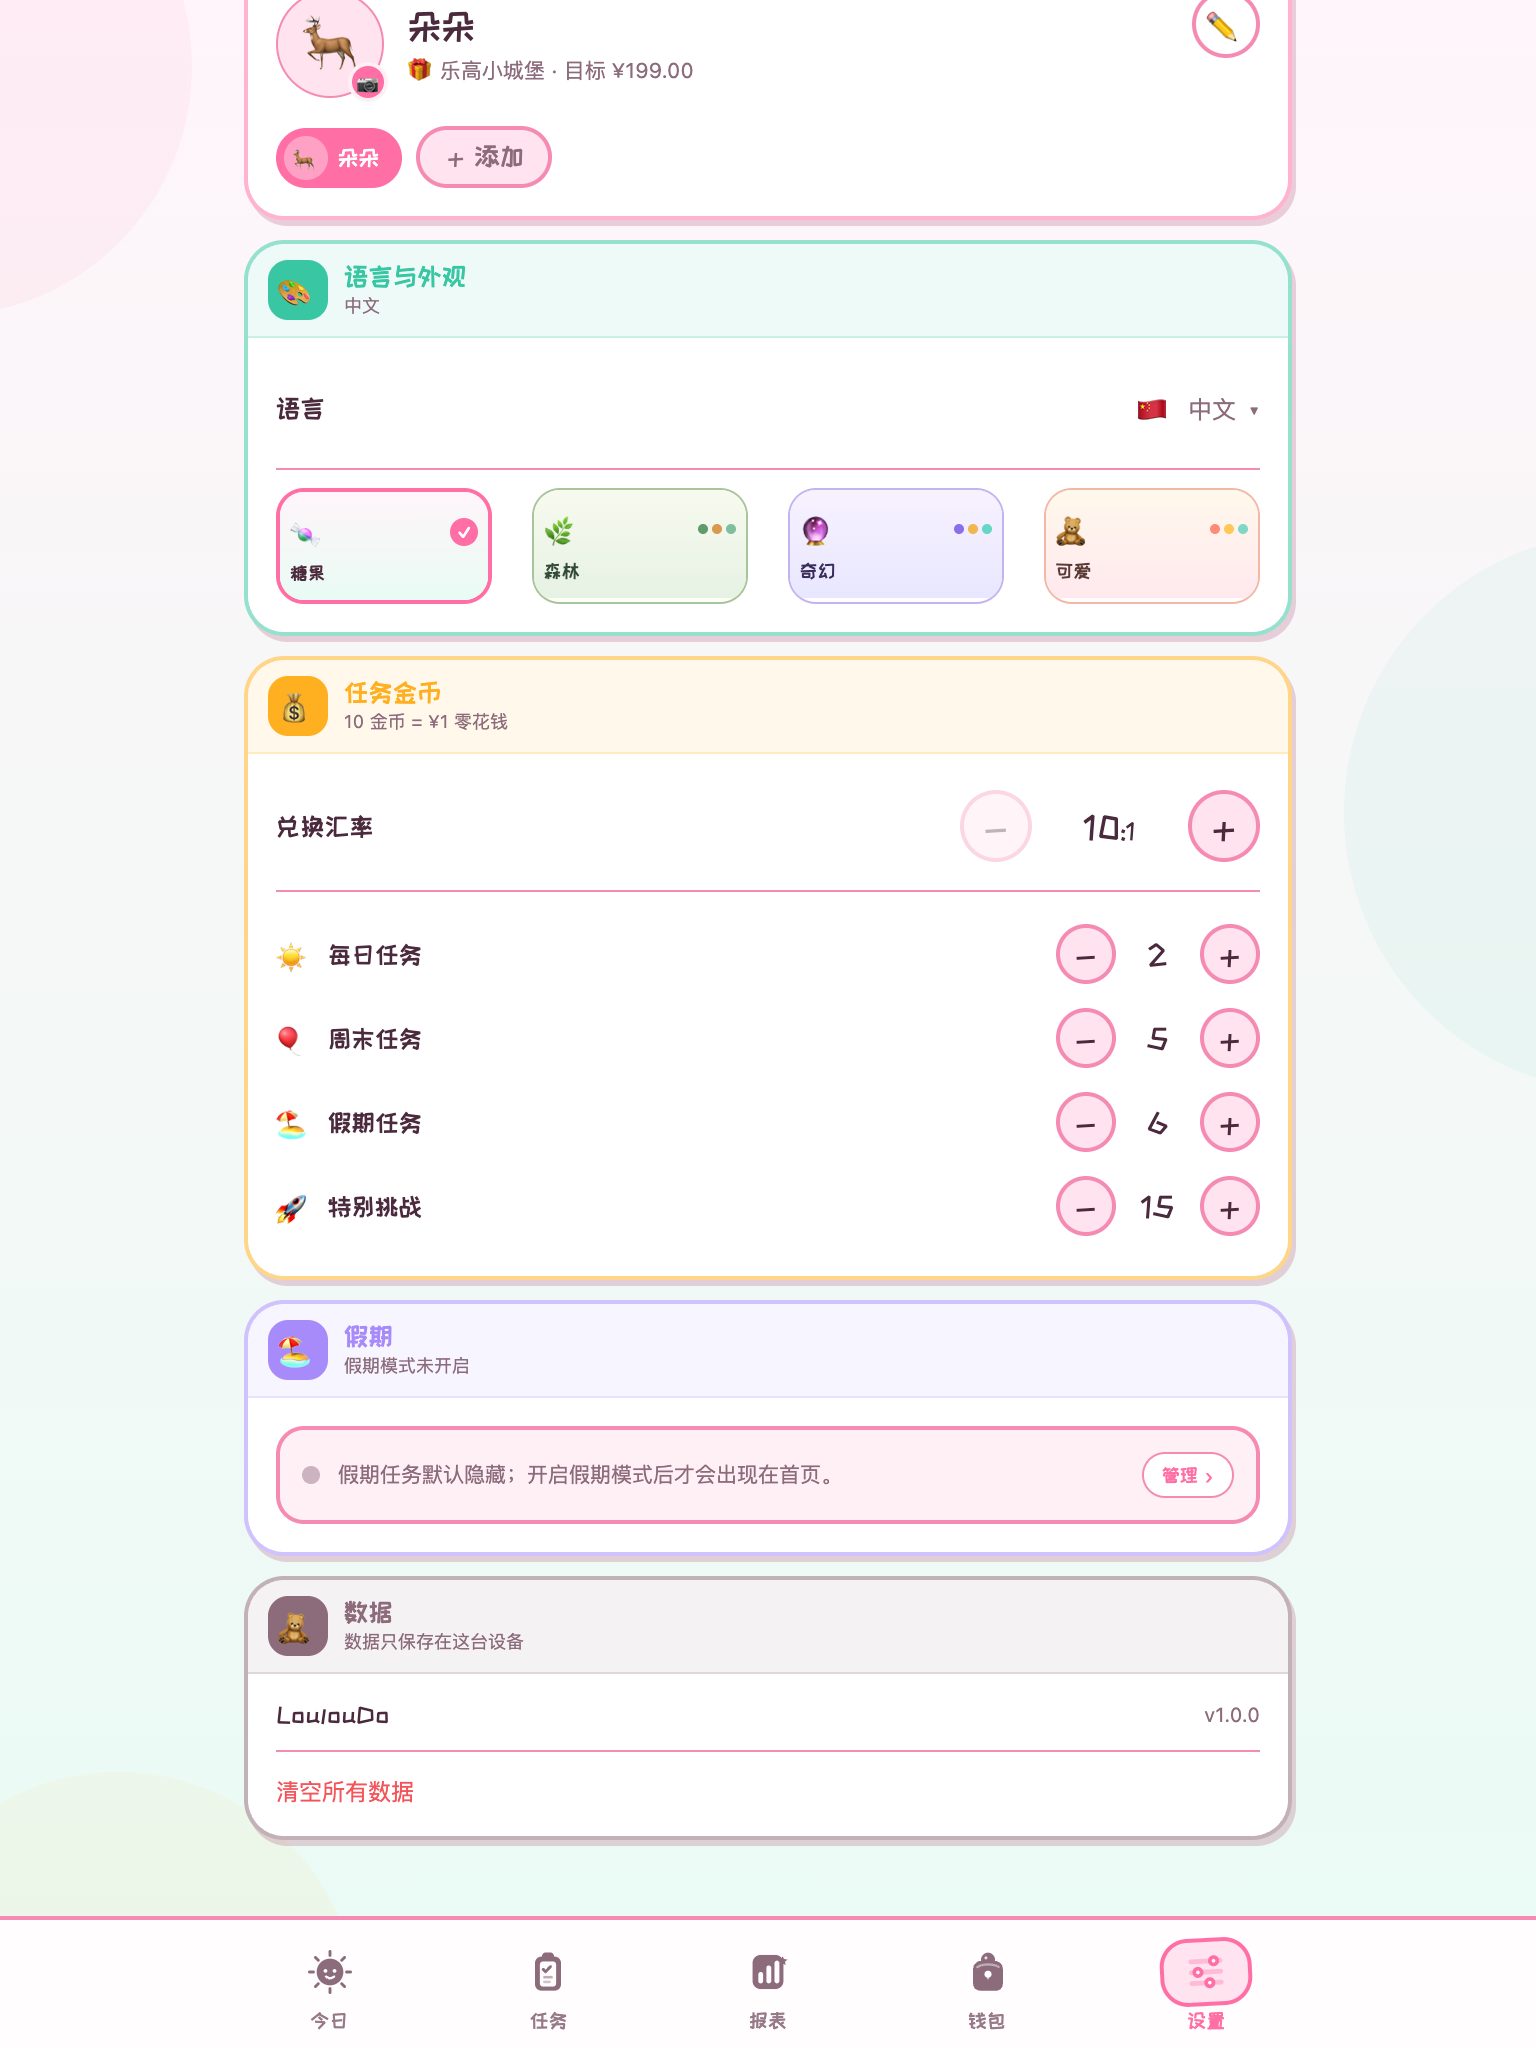 朵朵
🎁 乐高小城堡 · 目标 ¥199.00
朵朵
+ 添加
语言与外观
中文
语言
🇨🇳 中文 ▾
糖果
森林
奇幻
可爱
任务金币
10 金币 = ¥1 零花钱
兑换汇率
− 10:1 +
每日任务
− 2 +
周末任务
− 5 +
假期任务
− 6 +
特别挑战
− 15 +
假期
假期模式未开启
假期任务默认隐藏；开启假期模式后才会出现在首页。
管理 ›
数据
数据只保存在这台设备
LoulouDo
v1.0.0
清空所有数据
今日
任务
报表
钱包
设置